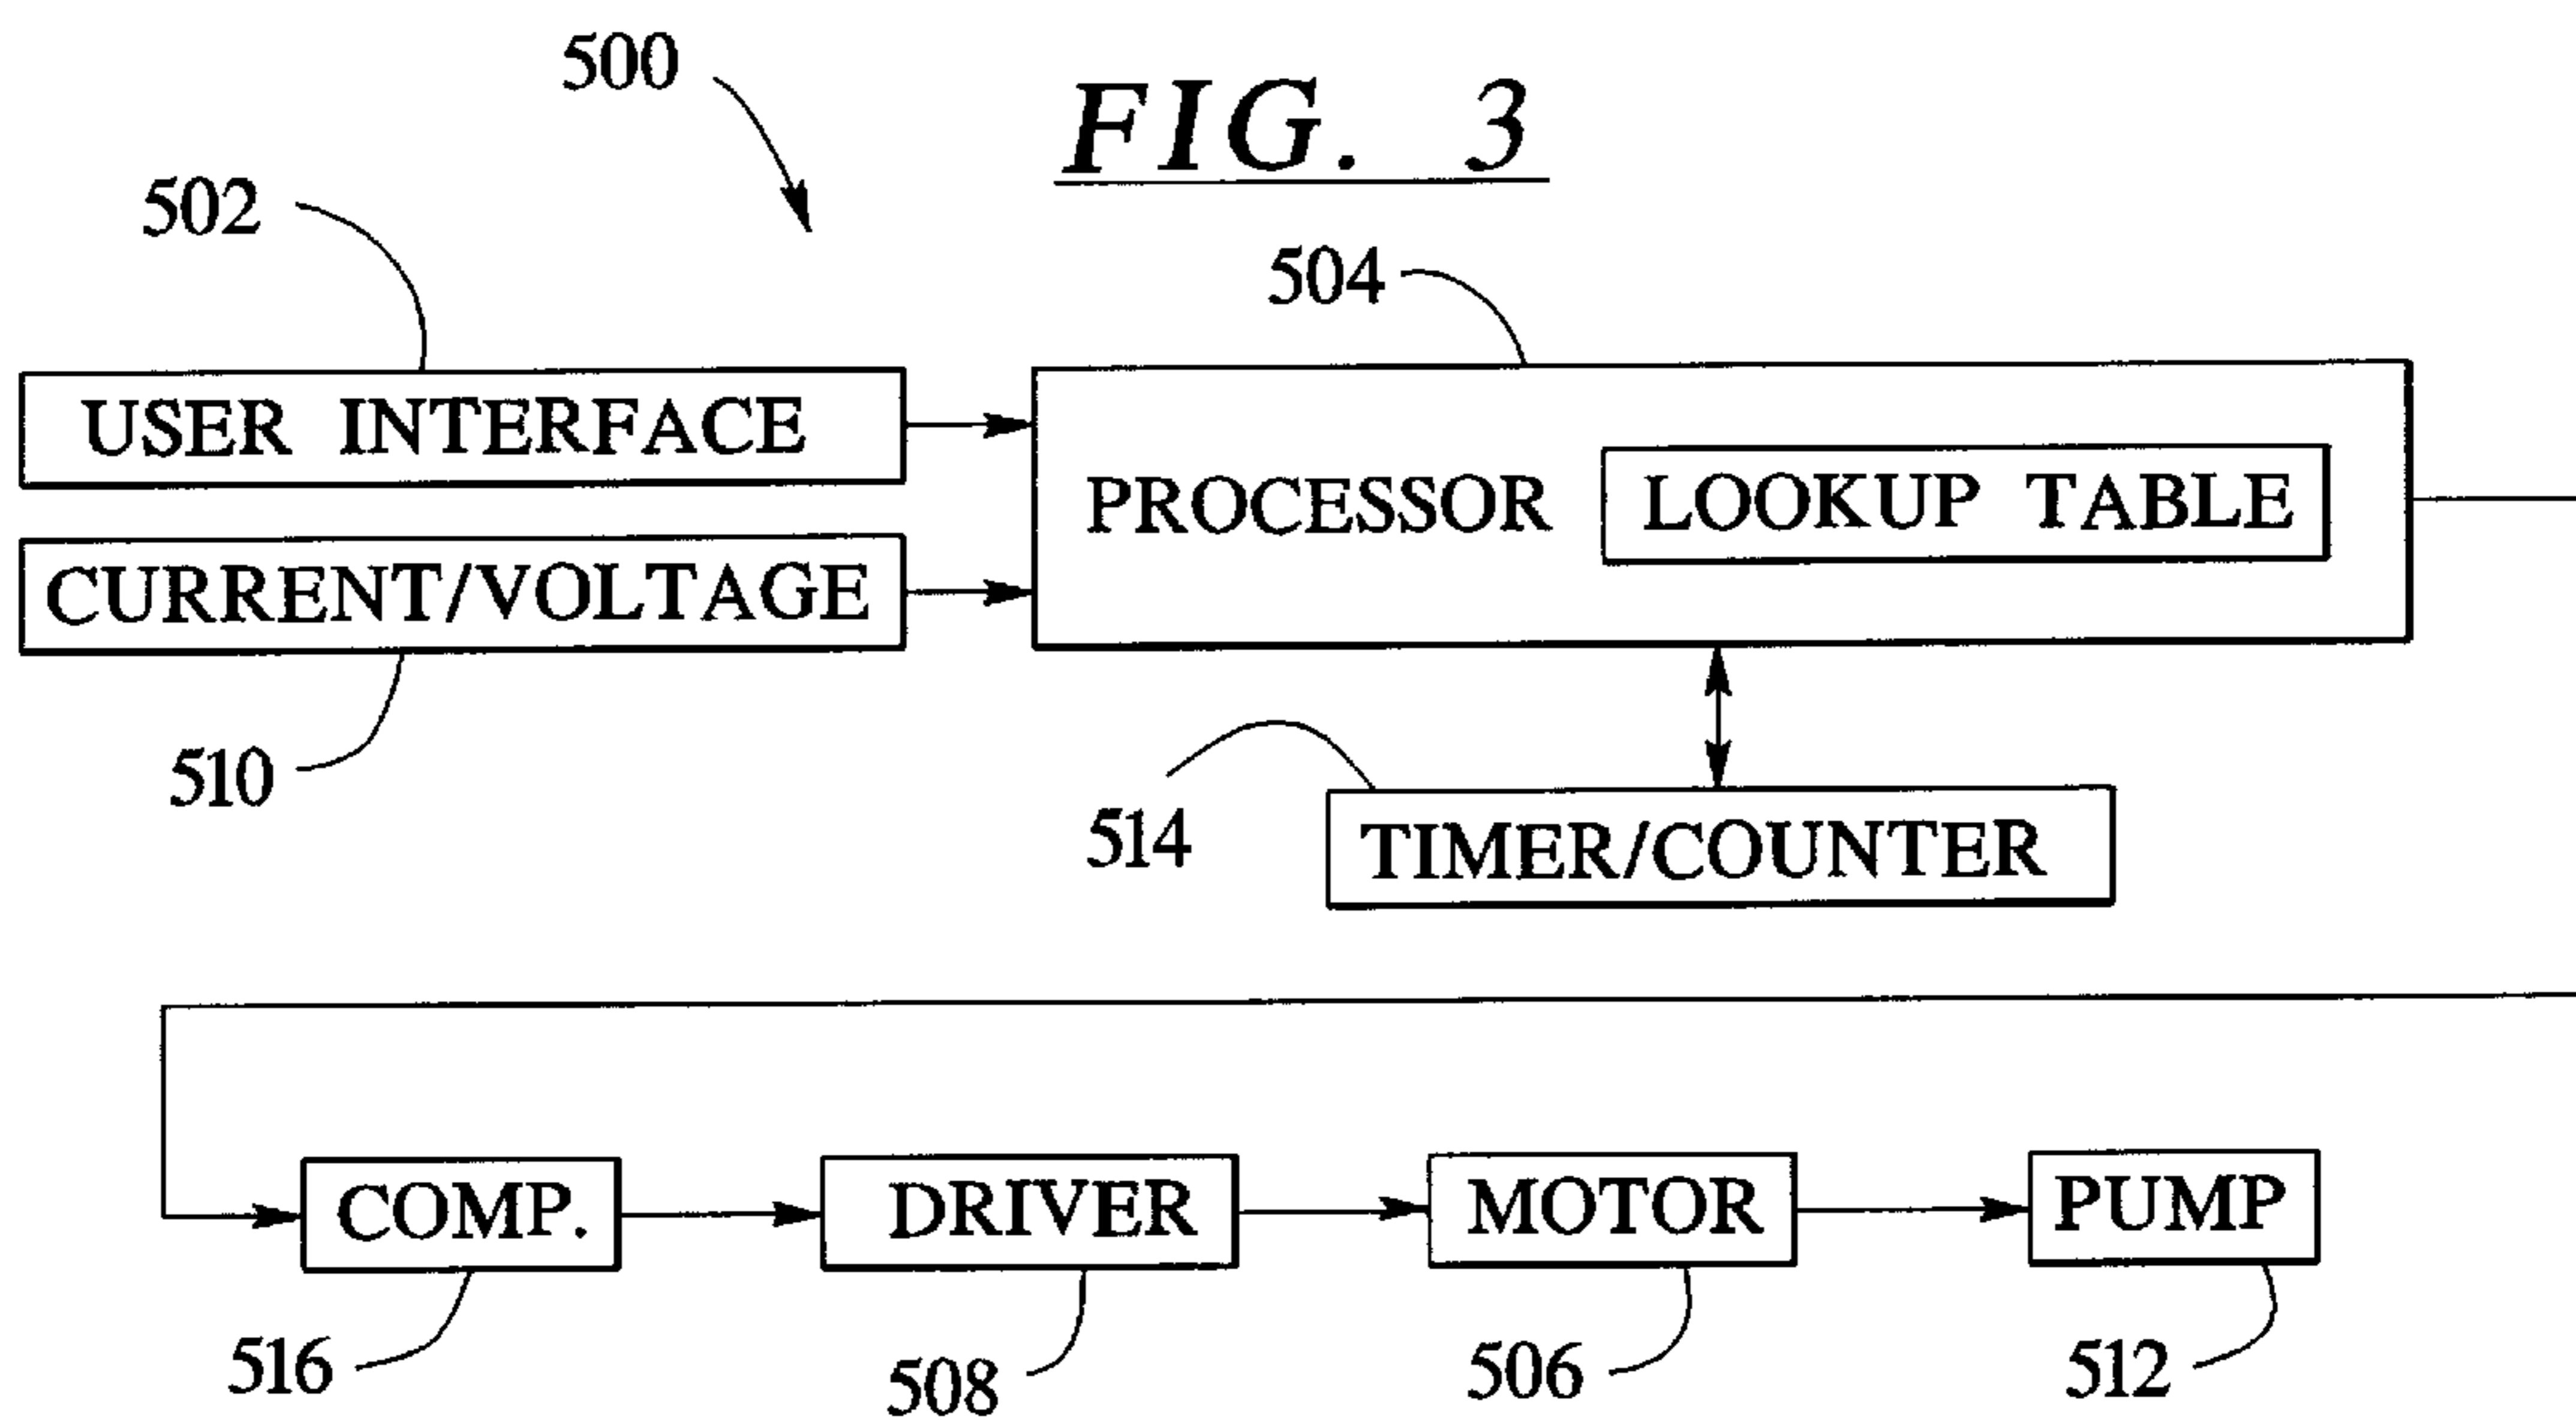 500
FIG. 3
502
504
USER INTERFACE
PROCESSOR
LOOKUP TABLE
CURRENT/VOLTAGE
510
514
TIMER/COUNTER
COMP.
DRIVER
MOTOR
PUMP
516
508
506
512